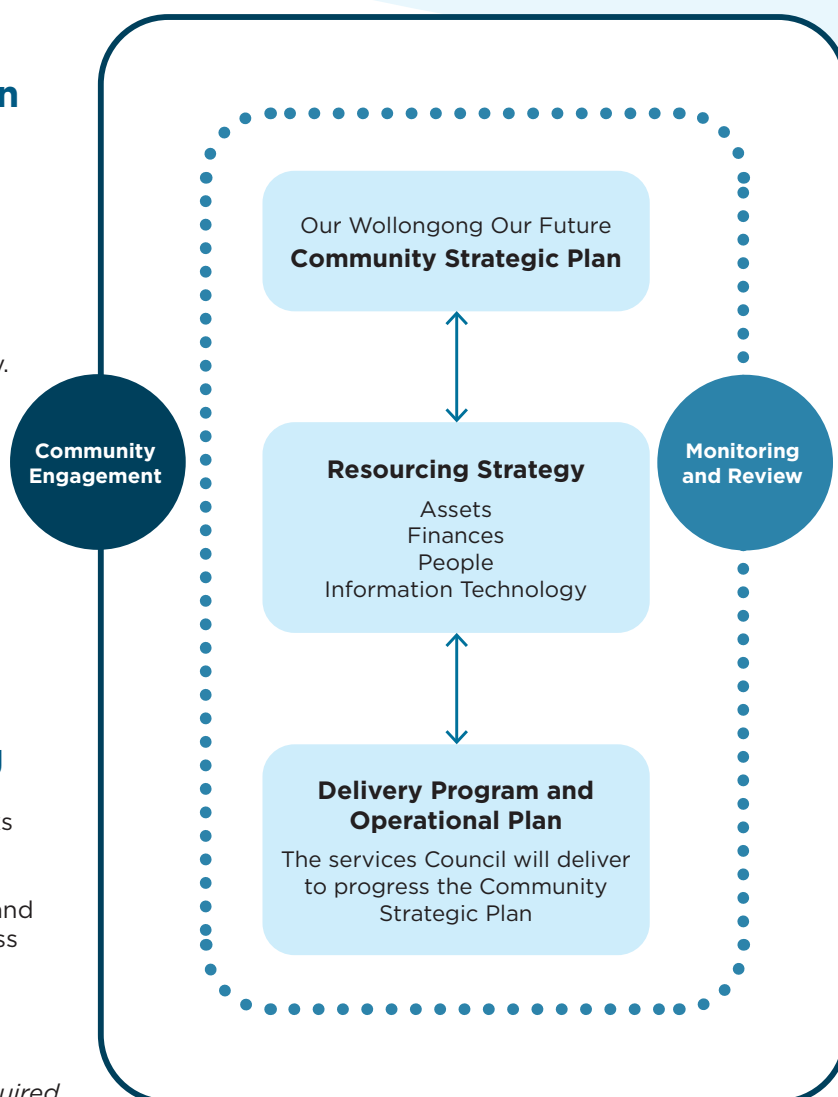 Our Wollongong Our Future
Community Strategic Plan
Community
Engagement
Monitoring
and Review
Resourcing Strategy
Assets
Finances
People
Information Technology
Delivery Program and
Operational Plan
The services Council will deliver
to progress the Community
Strategic Plan
and